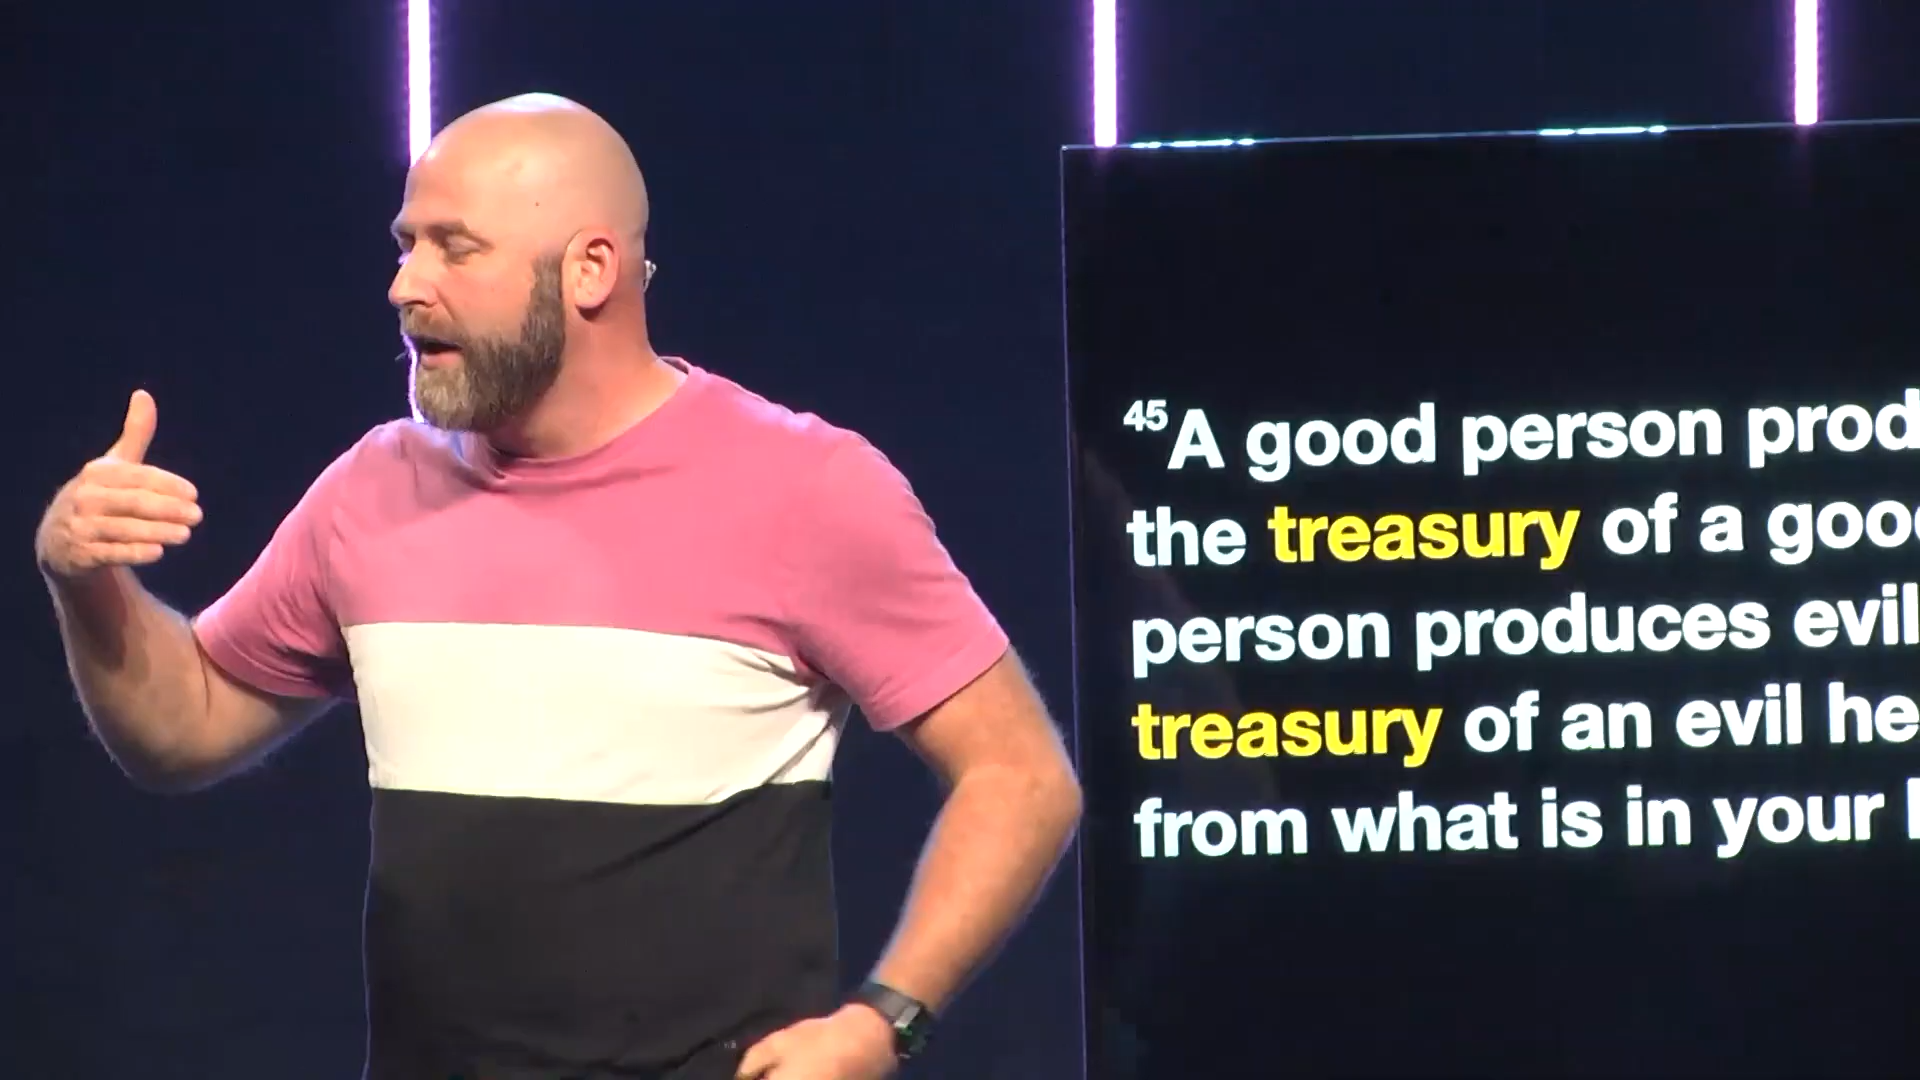 45 A good person prod
the treasury of a goo
person produces evil
treasury of an evil he
from what is in your